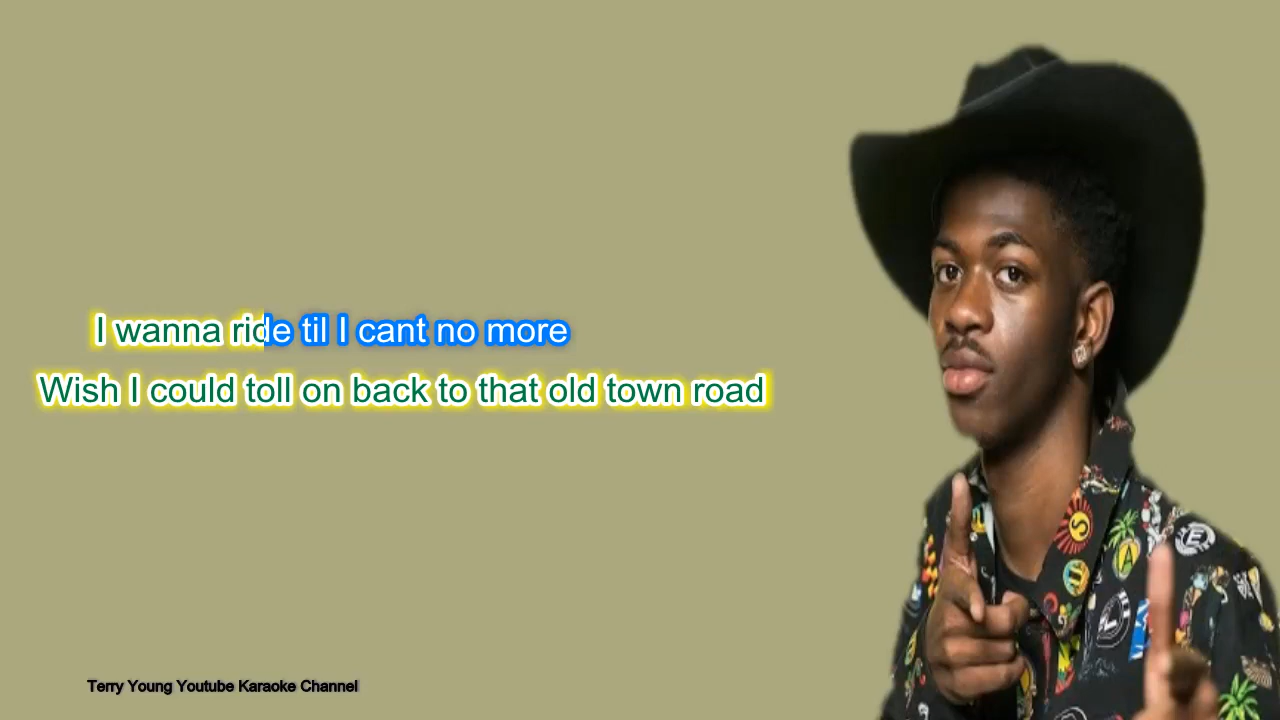 I wanna ride til I cant no more
Wish I could toll on back to that old town road
Terry Young Youtube Karaoke Channel